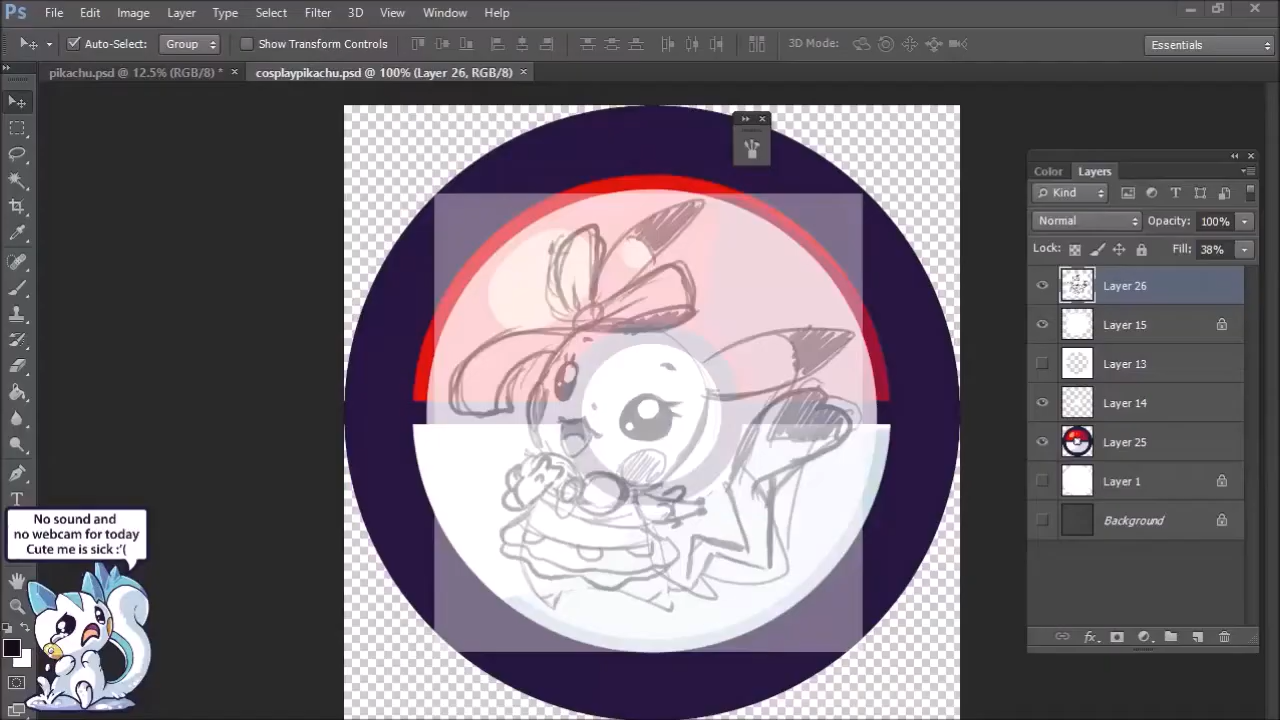 Ps File Edit Image Layer Type Select Filter 3D View Window Help
Auto-Select: Group Show Transform Controls 3D Mode: Essentials
pikachu.psd @ 12.5% (RGB/8) * × cosplaypikachu.psd @ 100% (Layer 26, RGB/8) ×
Color Layers
Kind
Normal Opacity: 100%
Lock: Fill: 38%
Layer 26
Layer 15
Layer 13
Layer 14
Layer 25
Layer 1
Background
No sound and
no webcam for today
Cute me is sick :'(